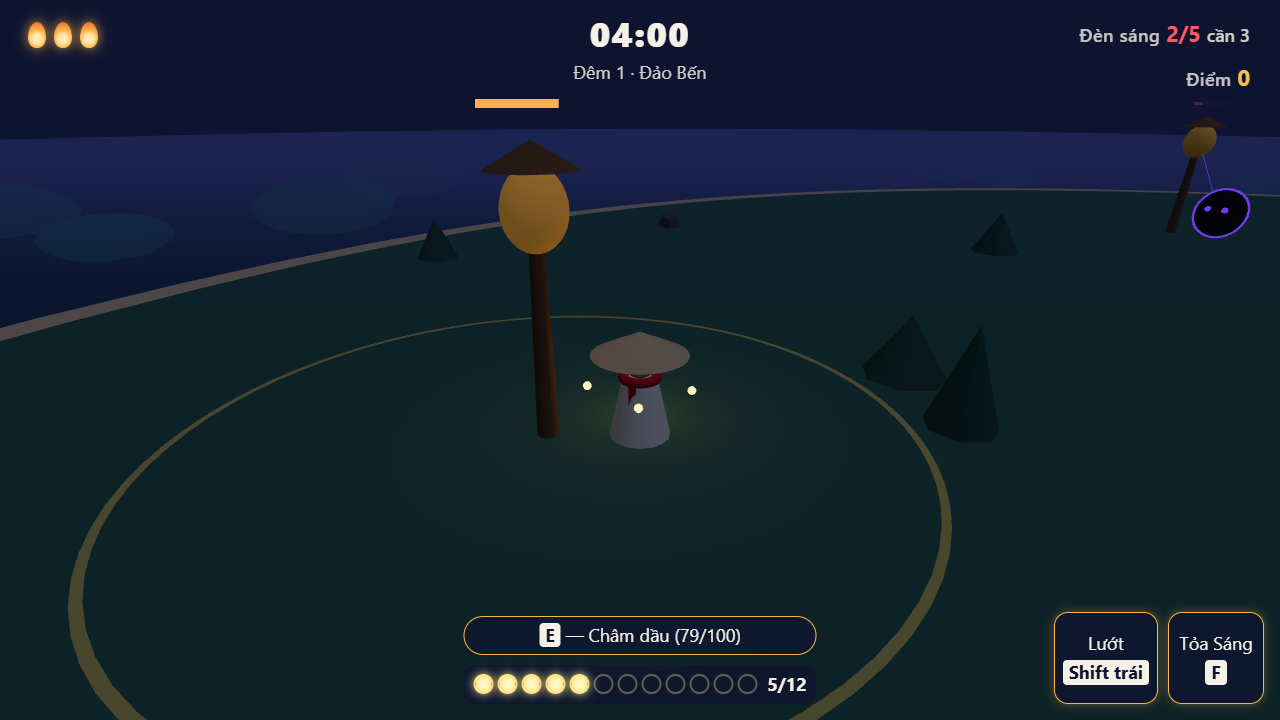 04:00
Đêm 1 · Đảo Bến
Đèn sáng 2/5 cần 3
Điểm 0
E — Châm dầu (79/100)
5/12
Lướt
Shift trái
Tỏa Sáng
F